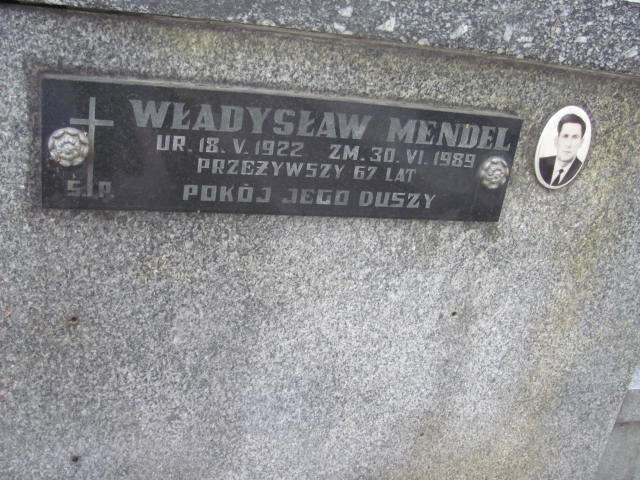 WŁADYSŁAW MENDEL
UR. 18. V. 1922 ZM. 30. VI. 1989
PRZEŻYWSZY 67 LAT
Ś.P. POKÓJ JEGO DUSZY